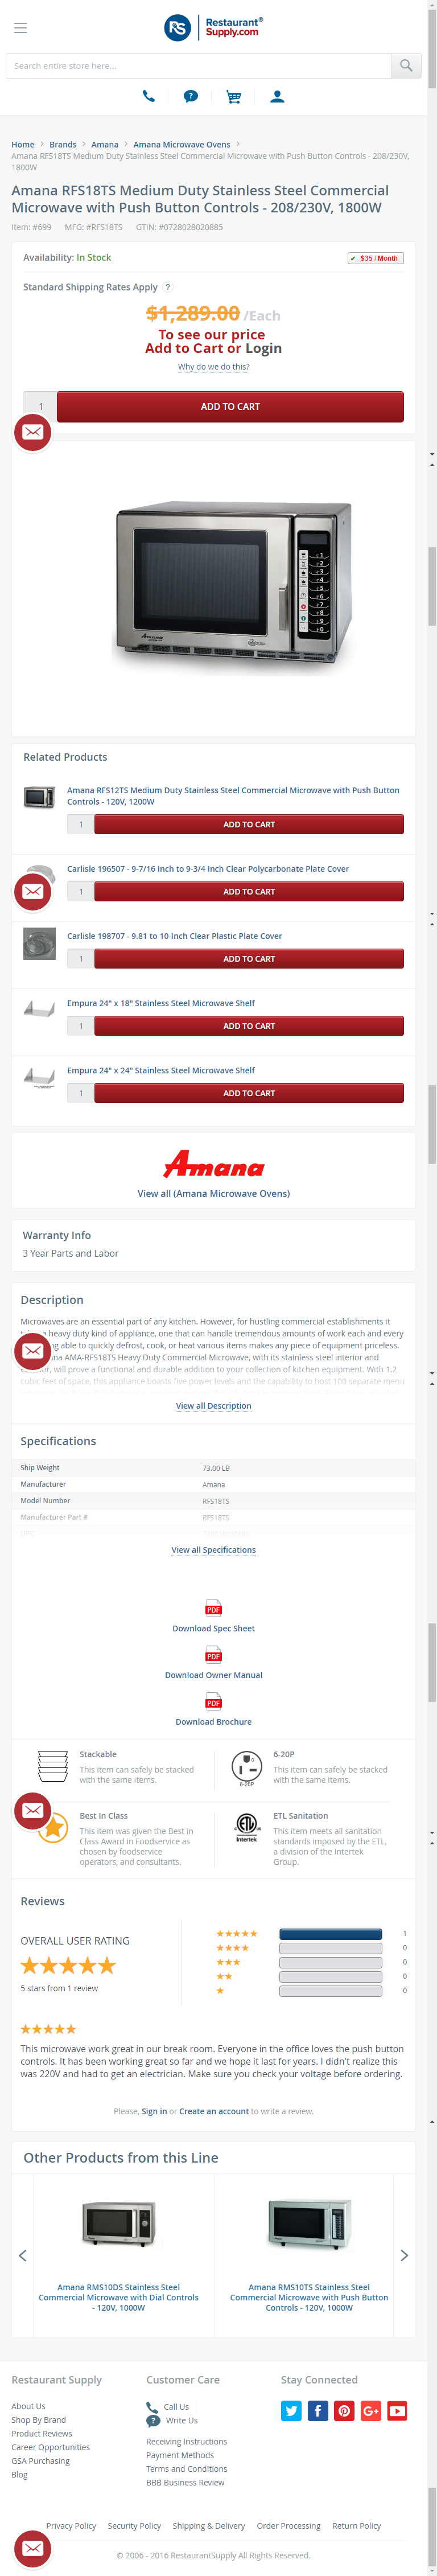 RS Restaurant Supply.com
Search entire store here...
?
Home > Brands > Amana > Amana Microwave Ovens >
Amana RFS18TS Medium Duty Stainless Steel Commercial Microwave with Push Button Controls - 208/230V,
1800W
Amana RFS18TS Medium Duty Stainless Steel Commercial
Microwave with Push Button Controls - 208/230V, 1800W
Item: #699 MFG: #RFS18TS GTIN: #0728028020885
Availability: In Stock
✔ $35 / Month
Standard Shipping Rates Apply ?
$1,289.00 /Each
To see our price
Add to Cart or Login
Why do we do this?
1 ADD TO CART
Amana
Related Products
Amana RFS12TS Medium Duty Stainless Steel Commercial Microwave with Push Button
Controls - 120V, 1200W
1 ADD TO CART
Carlisle 196507 - 9-7/16 Inch to 9-3/4 Inch Clear Polycarbonate Plate Cover
1 ADD TO CART
Carlisle 198707 - 9.81 to 10-Inch Clear Plastic Plate Cover
1 ADD TO CART
Empura 24" x 18" Stainless Steel Microwave Shelf
1 ADD TO CART
Empura 24" x 24" Stainless Steel Microwave Shelf
1 ADD TO CART
Amana
View all (Amana Microwave Ovens)
Warranty Info
3 Year Parts and Labor
Description
Microwaves are an essential part of any kitchen. However, for hustling commercial establishments it
heavy duty kind of appliance, one that can handle tremendous amounts of work each and every
able to quickly defrost, cook, or heat various items makes any piece of equipment priceless.
AMA-RFS18TS Heavy Duty Commercial Microwave, with its stainless steel interior and
will prove a functional and durable addition to your collection of kitchen equipment. With 1.2
cubic feet of space, this appliance boasts five power levels and the capability to host 100 separate menu
View all Description
Specifications
Ship Weight 73.00 LB
Manufacturer Amana
Model Number RFS18TS
Manufacturer Part # RFS18TS
View all Specifications
PDF
Download Spec Sheet
PDF
Download Owner Manual
PDF
Download Brochure
Stackable
This item can safely be stacked
with the same items.
G
6-20P
6-20P
This item can safely be stacked
with the same items.
Best In Class
This item was given the Best in
Class Award in Foodservice as
chosen by foodservice
operators, and consultants.
ETL
Intertek
ETL Sanitation
This item meets all sanitation
standards imposed by the ETL,
a division of the Intertek
Group.
Reviews
OVERALL USER RATING
5 stars from 1 review
1
0
0
0
0
This microwave work great in our break room. Everyone in the office loves the push button
controls. It has been working great so far and we hope it last for years. I didn't realize this
was 220V and had to get an electrician. Make sure you check your voltage before ordering.
Please, Sign in or Create an account to write a review.
Other Products from this Line
Amana RMS10DS Stainless Steel
Commercial Microwave with Dial Controls
- 120V, 1000W
Amana RMS10TS Stainless Steel
Commercial Microwave with Push Button
Controls - 120V, 1000W
Restaurant Supply
About Us
Shop By Brand
Product Reviews
Career Opportunities
GSA Purchasing
Blog
Customer Care
Call Us
? Write Us
Receiving Instructions
Payment Methods
Terms and Conditions
BBB Business Review
Stay Connected
f G+
Privacy Policy Security Policy Shipping & Delivery Order Processing Return Policy
© 2006 - 2016 RestaurantSupply All Rights Reserved.